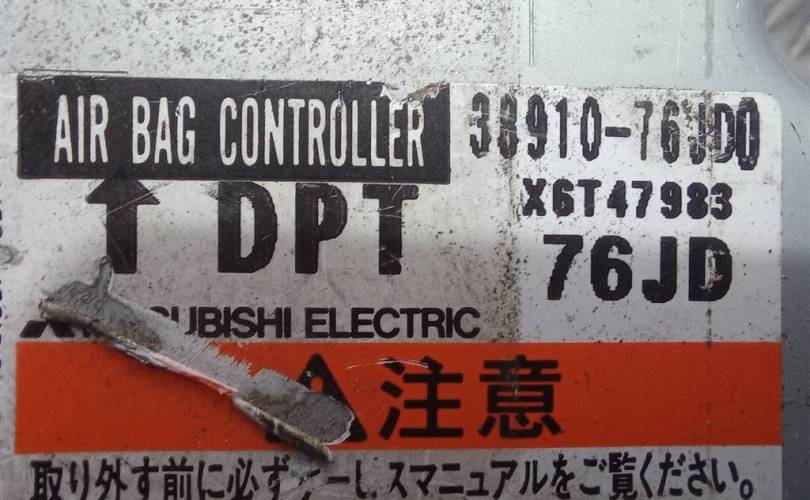 AIR BAG CONTROLLER 38910-76JD0
↑ DPT X6T47983
76JD
MITSUBISHI ELECTRIC
⚠注意
取り外す前に必ず スマニュアルをご覧ください。